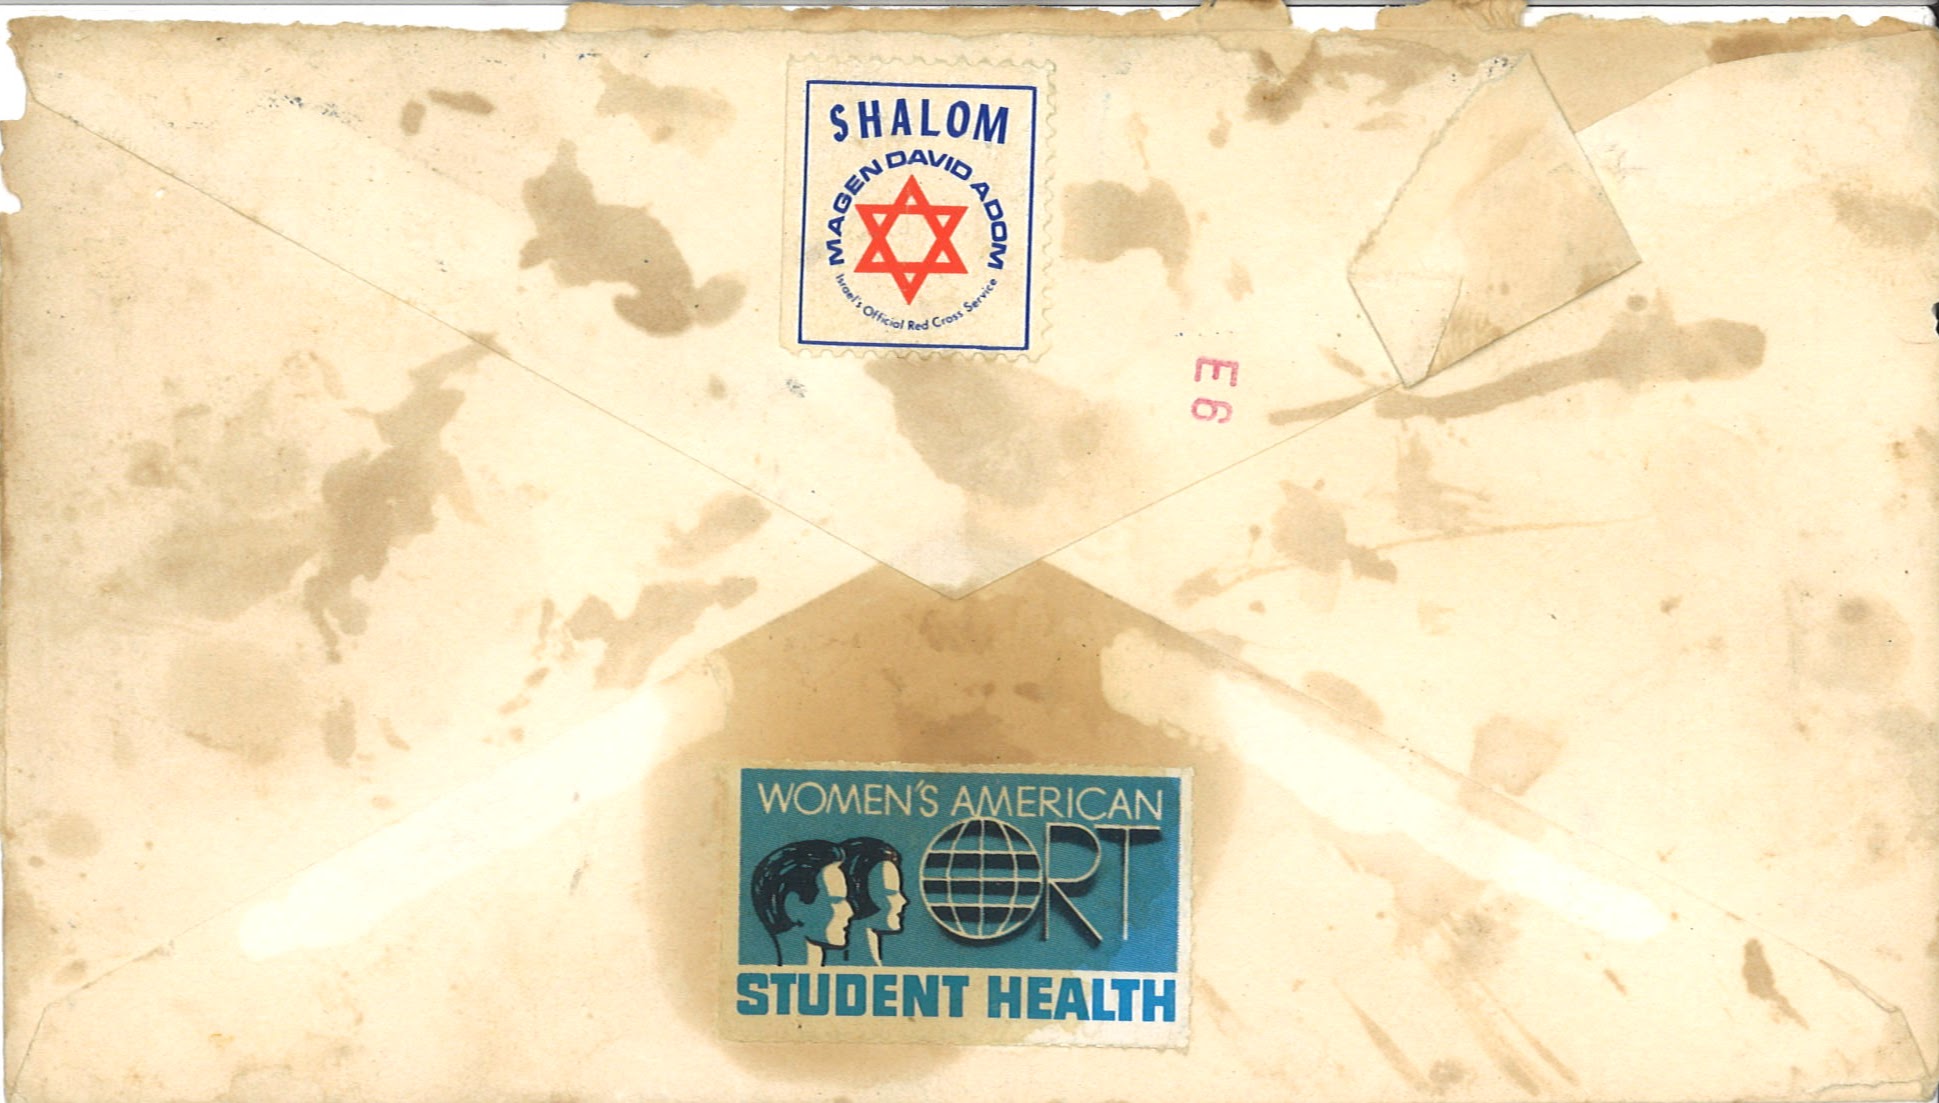 SHALOM
MAGEN DAVID ADOM
Israel's Official Red Cross Service
E6
WOMEN'S AMERICAN
ORT
STUDENT HEALTH